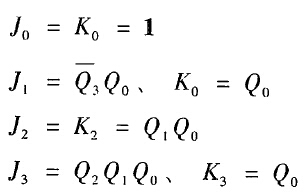 J₀ = K₀ = 1
J₁ = Q̅₃Q₀、 K₀ = Q₀
J₂ = K₂ = Q₁Q₀
J₃ = Q₂Q₁Q₀、 K₃ = Q₀